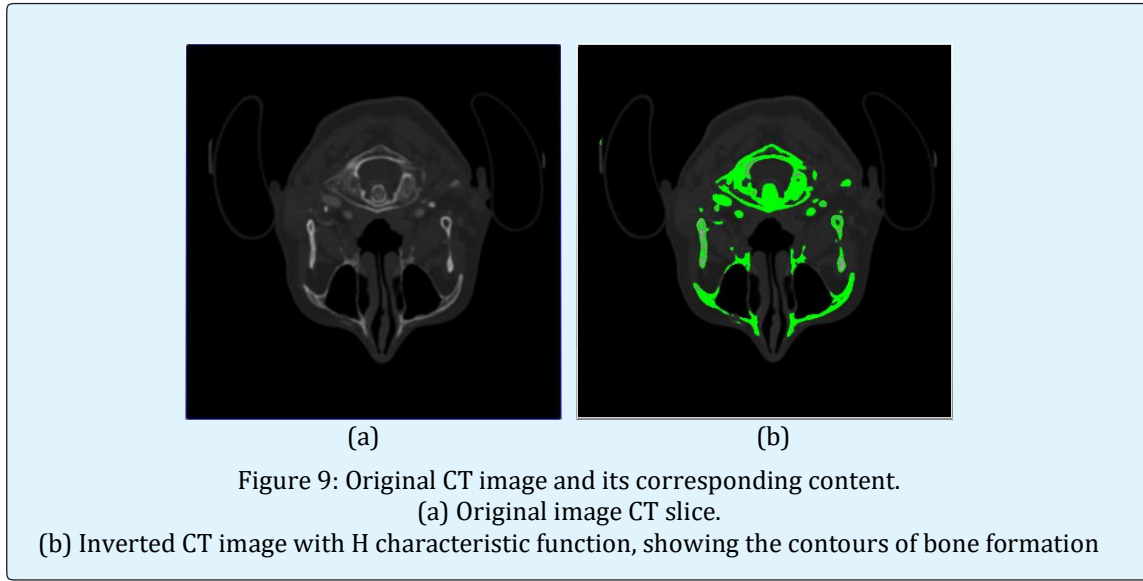 (a)
(b)
Figure 9: Original CT image and its corresponding content.
(a) Original image CT slice.
(b) Inverted CT image with H characteristic function, showing the contours of bone formation